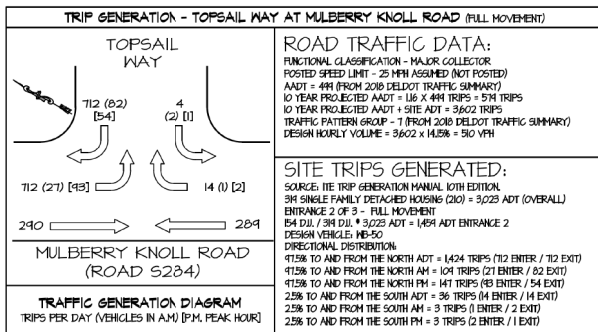 TRIP GENERATION - TOPSAIL WAY AT MULBERRY KNOLL ROAD (FULL MOVEMENT)
TOPSAIL
WAY
712 (82)
[54]
4
(2) [1]
712 (27) [93]
14 (1) [2]
290
289
MULBERRY KNOLL ROAD
(ROAD S284)
TRAFFIC GENERATION DIAGRAM
TRIPS PER DAY (VEHICLES IN A.M.) [P.M. PEAK HOUR]
ROAD TRAFFIC DATA:
FUNCTIONAL CLASSIFICATION - MAJOR COLLECTOR
POSTED SPEED LIMIT - 25 MPH ASSUMED (NOT POSTED)
AADT = 499 (FROM 2018 DELDOT TRAFFIC SUMMARY)
10 YEAR PROJECTED AADT = 1.16 X 499 TRIPS = 579 TRIPS
10 YEAR PROJECTED AADT + SITE ADT = 3,602 TRIPS
TRAFFIC PATTERN GROUP - 7 (FROM 2018 DELDOT TRAFFIC SUMMARY)
DESIGN HOURLY VOLUME = 3,602 x 14.15% = 510 VPH
SITE TRIPS GENERATED:
SOURCE: ITE TRIP GENERATION MANUAL 10TH EDITION.
319 SINGLE FAMILY DETACHED HOUSING (210) = 3,023 ADT (OVERALL)
ENTRANCE 2 OF 3 - FULL MOVEMENT
154 D.U. / 319 D.U. * 3,023 ADT = 1,459 ADT ENTRANCE 2
DESIGN VEHICLE: WB-50
DIRECTIONAL DISTRIBUTION:
97.5% TO AND FROM THE NORTH ADT = 1,424 TRIPS (712 ENTER / 712 EXIT)
97.5% TO AND FROM THE NORTH AM = 109 TRIPS (27 ENTER / 82 EXIT)
97.5% TO AND FROM THE NORTH PM = 147 TRIPS (93 ENTER / 54 EXIT)
2.5% TO AND FROM THE SOUTH ADT = 36 TRIPS (14 ENTER / 14 EXIT)
2.5% TO AND FROM THE SOUTH AM = 3 TRIPS (1 ENTER / 2 EXIT)
2.5% TO AND FROM THE SOUTH PM = 3 TRIPS (2 ENTER / 1 EXIT)